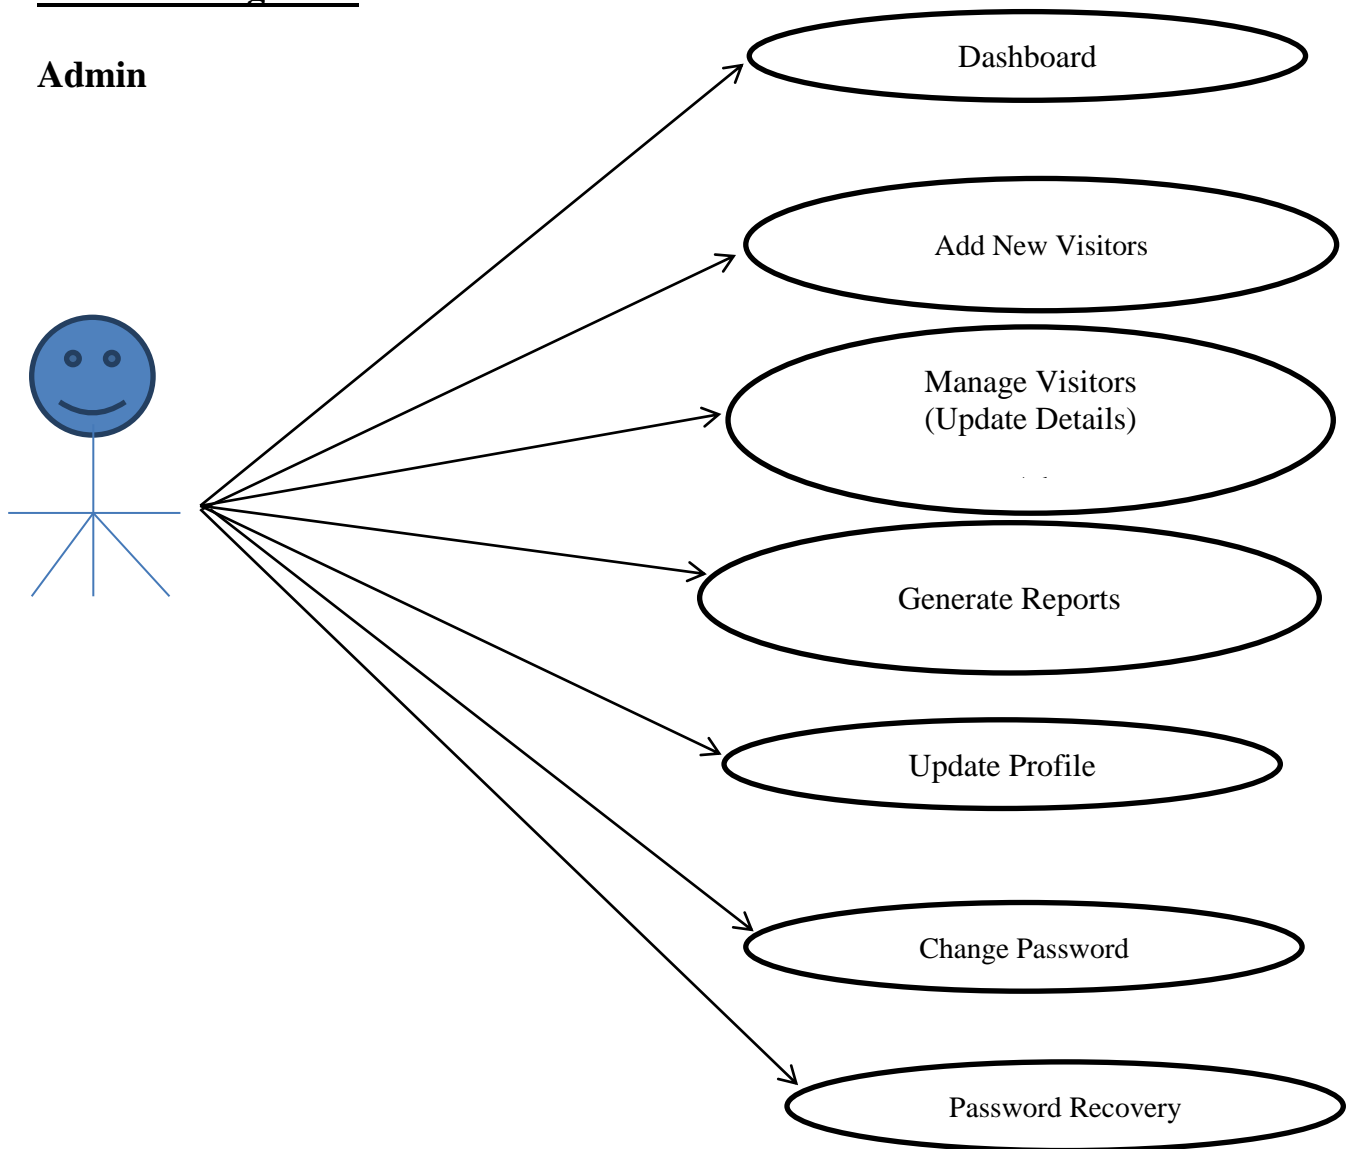 Admin
Dashboard
Add New Visitors
Manage Visitors
(Update Details)
Generate Reports
Update Profile
Change Password
Password Recovery